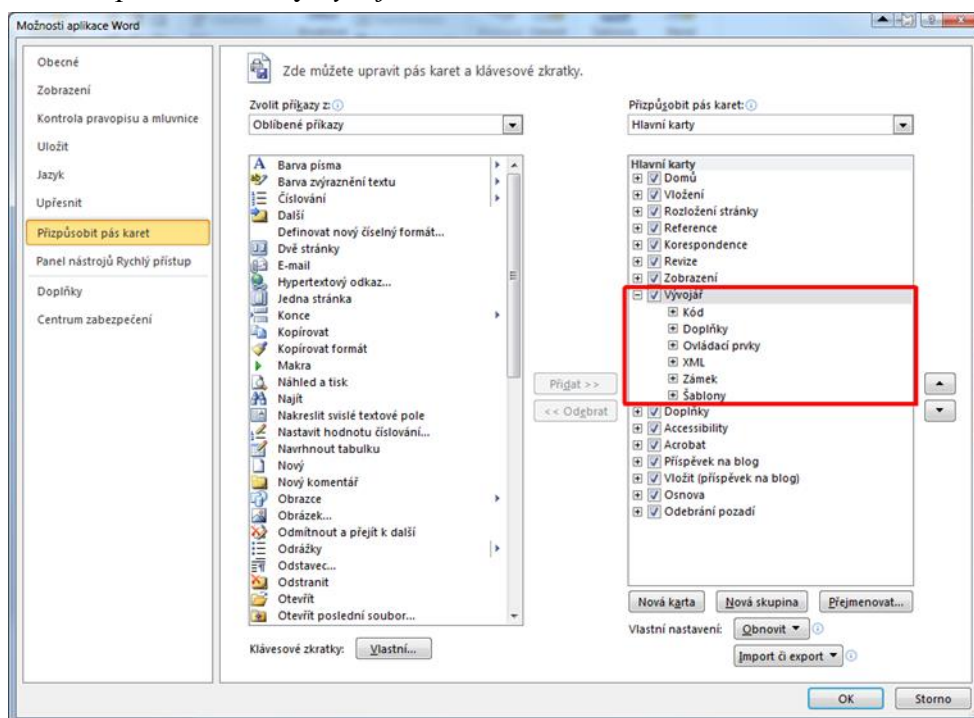 Možnosti aplikace Word
Obecné
Zobrazení
Kontrola pravopisu a mluvnice
Uložit
Jazyk
Upřesnit
Přizpůsobit pás karet
Panel nástrojů Rychlý přístup
Doplňky
Centrum zabezpečení
Zde můžete upravit pás karet a klávesové zkratky.
Zvolit příkazy z:
Oblíbené příkazy
Barva písma
Barva zvýraznění textu
Číslování
Další
Definovat nový číselný formát...
Dvě stránky
E-mail
Hypertextový odkaz...
Jedna stránka
Konce
Kopírovat
Kopírovat formát
Makra
Náhled a tisk
Najít
Nakreslit svislé textové pole
Nastavit hodnotu číslování...
Navrhnout tabulku
Nový
Nový komentář
Obrazce
Obrázek...
Odmítnout a přejít k další
Odrážky
Odstavec...
Odstranit
Otevřít
Otevřít poslední soubor...
Klávesové zkratky: Vlastní...
Přidat >>
<< Odebrat
Přizpůsobit pás karet:
Hlavní karty
Hlavní karty
Domů
Vložení
Rozložení stránky
Reference
Korespondence
Revize
Zobrazení
Vývojář
Kód
Doplňky
Ovládací prvky
XML
Zámek
Šablony
Doplňky
Accessibility
Acrobat
Příspěvek na blog
Vložit (příspěvek na blog)
Osnova
Odebrání pozadí
Nová karta Nová skupina Přejmenovat...
Vlastní nastavení: Obnovit
Import či export
OK Storno